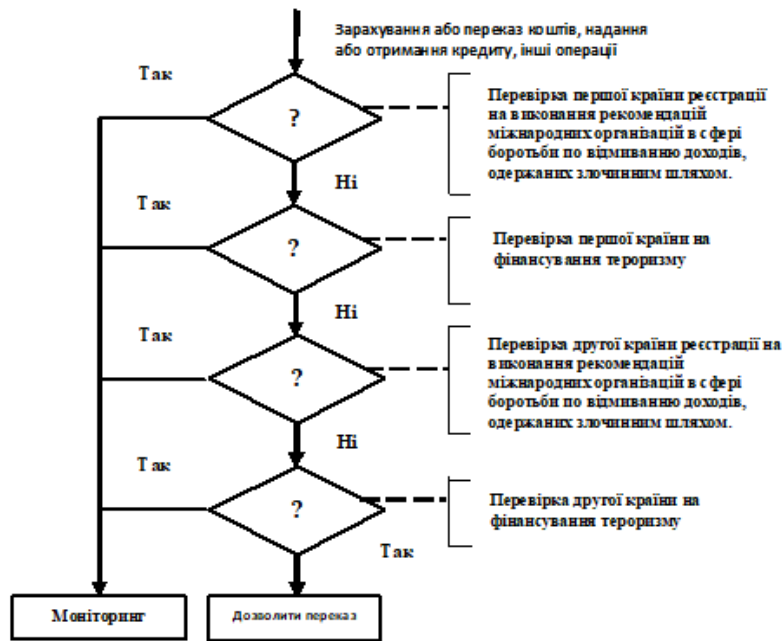 Зарахування або переказ коштів, надання
або отримання кредиту, інші операції
Так
?
Перевірка першої країни реєстрації
на виконання рекомендацій
міжнародних організацій в сфері
боротьби по відмиванню доходів,
одержаних злочинним шляхом.
Ні
Так
?
Перевірка першої країни на
фінансування тероризму
Ні
Так
?
Перевірка другої країни реєстрації на
виконання рекомендацій
міжнародних організацій в сфері
боротьби по відмиванню доходів,
одержаних злочинним шляхом.
Ні
Так
?
Перевірка другої країни на
фінансування тероризму
Так
Моніторинг
Дозволити переказ